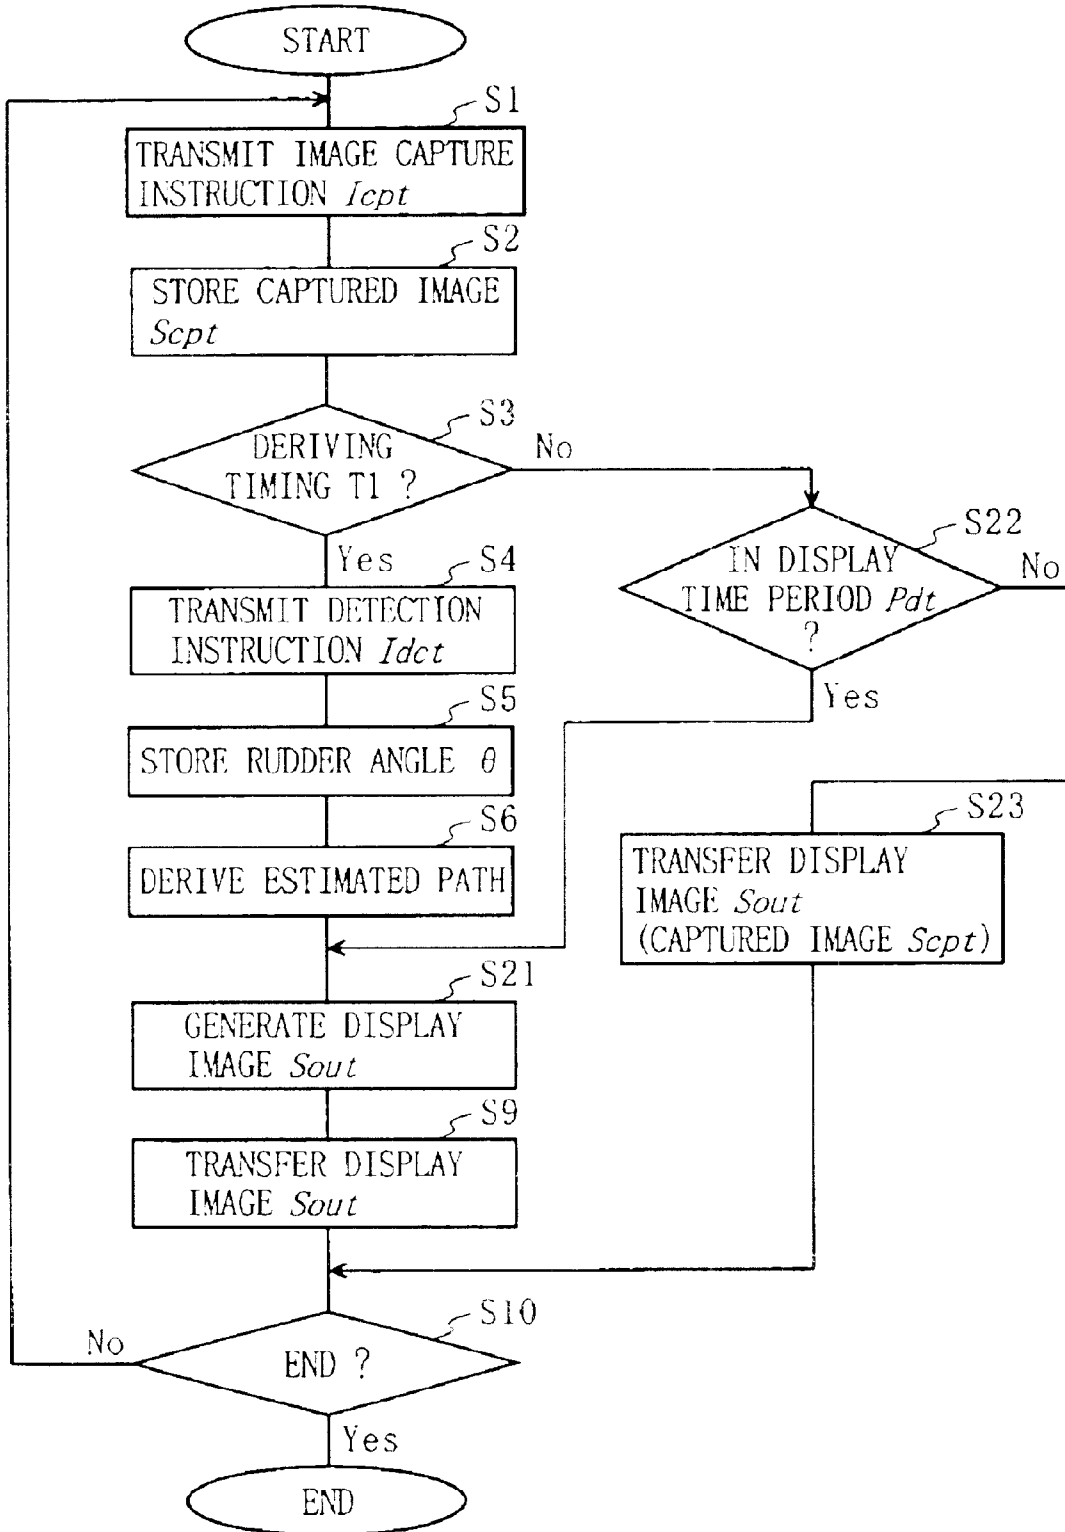 START
S1
TRANSMIT IMAGE CAPTURE
INSTRUCTION Icpt
S2
STORE CAPTURED IMAGE
Scpt
S3
DERIVING
TIMING T1 ?
No
Yes
S22
IN DISPLAY
TIME PERIOD Pdt
?
No
Yes
S4
TRANSMIT DETECTION
INSTRUCTION Idct
S5
STORE RUDDER ANGLE θ
S6
DERIVE ESTIMATED PATH
S23
TRANSFER DISPLAY
IMAGE Sout
(CAPTURED IMAGE Scpt)
S21
GENERATE DISPLAY
IMAGE Sout
S9
TRANSFER DISPLAY
IMAGE Sout
S10
END ?
No
Yes
END